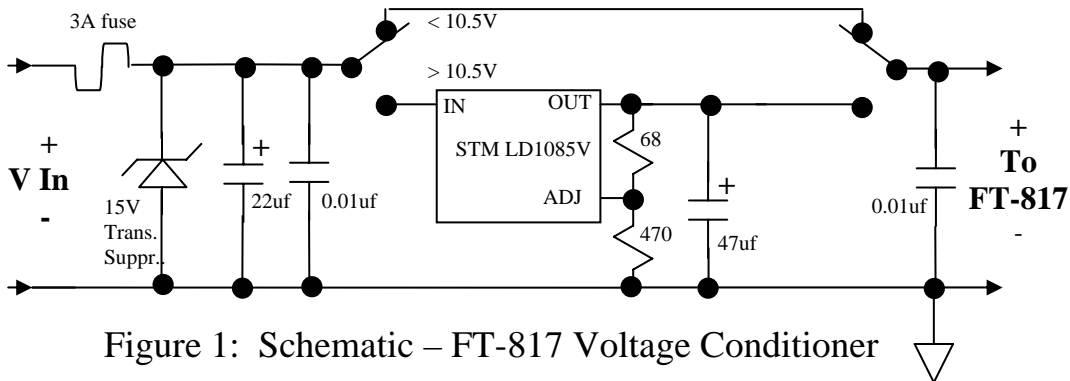 3A fuse
< 10.5V
> 10.5V
IN
OUT
STM LD1085V
ADJ
68
470
+
V In
-
15V
Trans.
Suppr..
+
22uf
0.01uf
+
47uf
0.01uf
+
To
FT-817
-
Figure 1: Schematic – FT-817 Voltage Conditioner